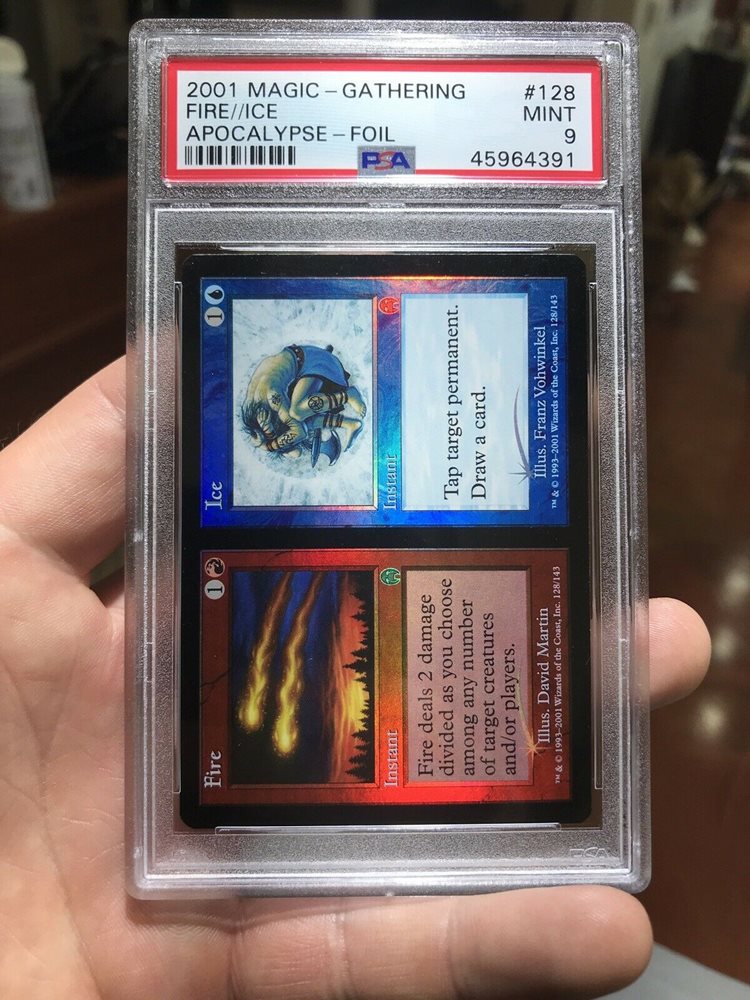 2001 MAGIC – GATHERING #128
FIRE//ICE MINT
APOCALYPSE – FOIL 9
PSA 45964391
Fire 1
Instant
Fire deals 2 damage
divided as you choose
among any number
of target creatures
and/or players.
Illus. David Martin
™ & © 1993–2001 Wizards of the Coast, Inc. 128/143
Ice 1
Instant
Tap target permanent.
Draw a card.
Illus. Franz Vohwinkel
™ & © 1993–2001 Wizards of the Coast, Inc. 128/143
PSA